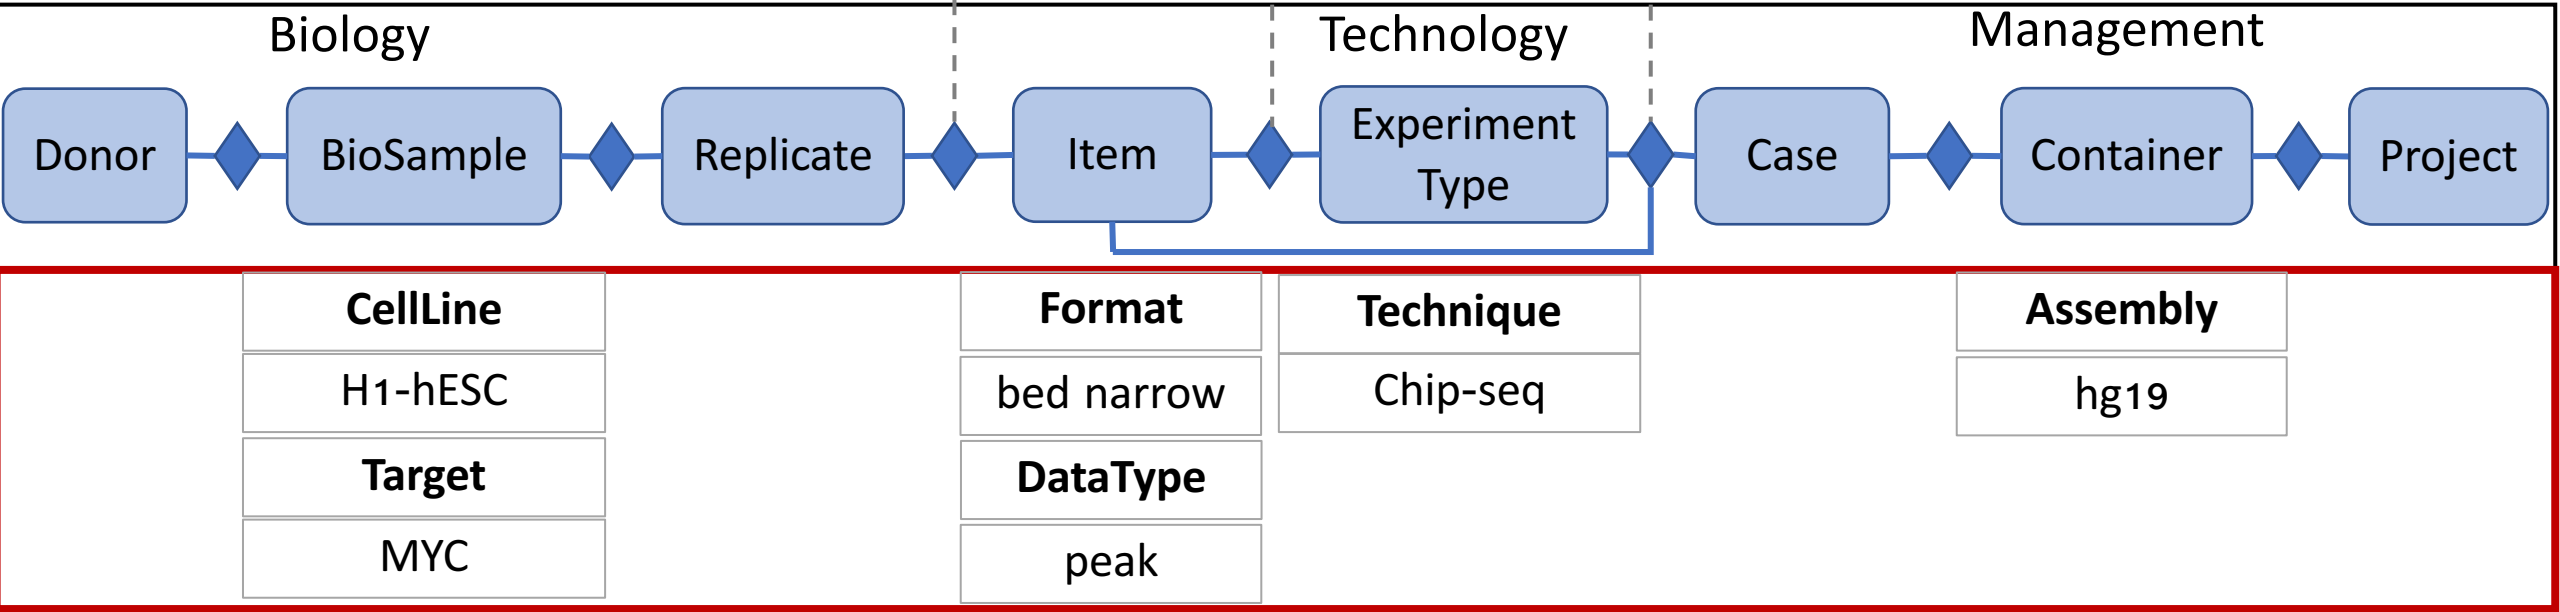 Biology
Technology
Management
Donor
BioSample
Replicate
Item
Experiment
Type
Case
Container
Project
CellLine
H1-hESC
Target
MYC
Format
bed narrow
DataType
peak
Technique
Chip-seq
Assembly
hg19